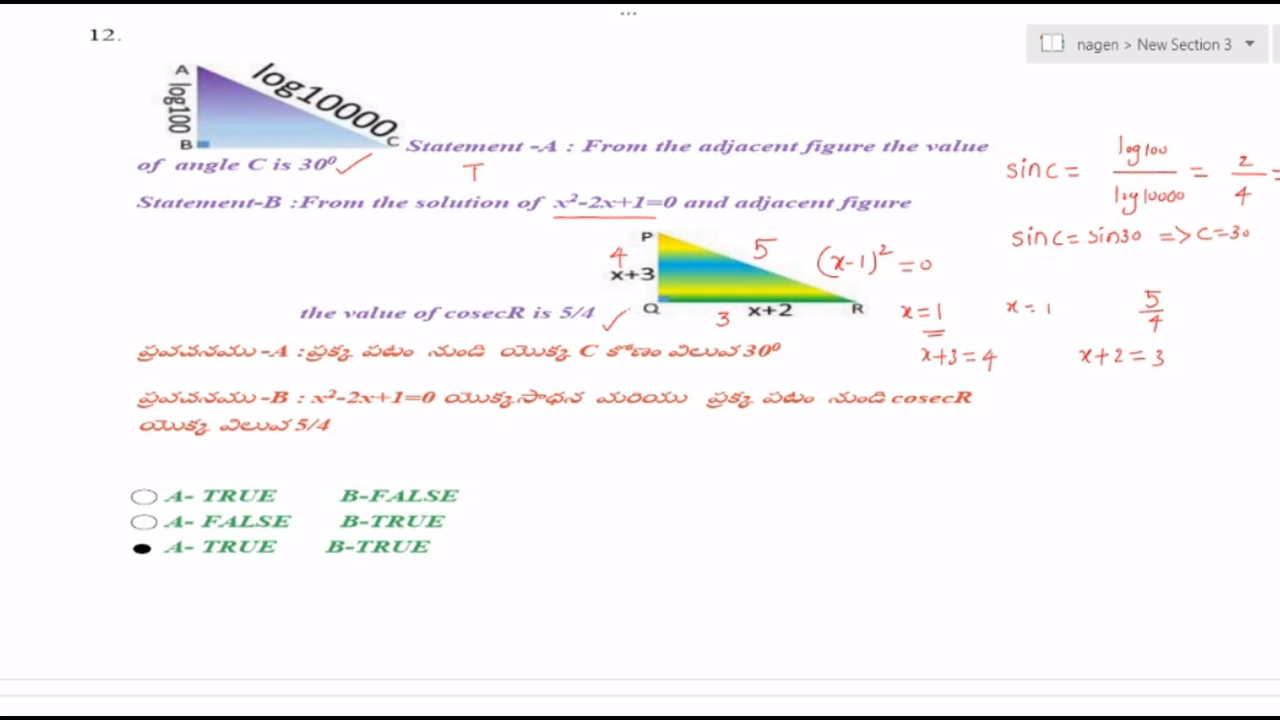 ...
12.
nagen > New Section 3
A
log100
log10000
B
C
Statement -A : From the adjacent figure the value
of angle C is 30⁰ ✓
T
sinc = log100 / log10000 = 2/4 =
Statement-B :From the solution of x²-2x+1=0 and adjacent figure
sinc = sin30 => C=30
P
4
5
(x-1)² = 0
x+3
Q
3
x+2
R
the value of cosecR is 5/4 ✓
x=1
x=1
5/4
x+3=4
x+2=3
ప్రవచనము -A :ప్రక్క పటం నుండి యొక్క C కోణం విలువ 30⁰
ప్రవచనము -B : x²-2x+1=0 యొక్క సాధన మరియు ప్రక్క పటం నుండి cosecR
యొక్క విలువ 5/4
A- TRUE B-FALSE
A- FALSE B-TRUE
A- TRUE B-TRUE